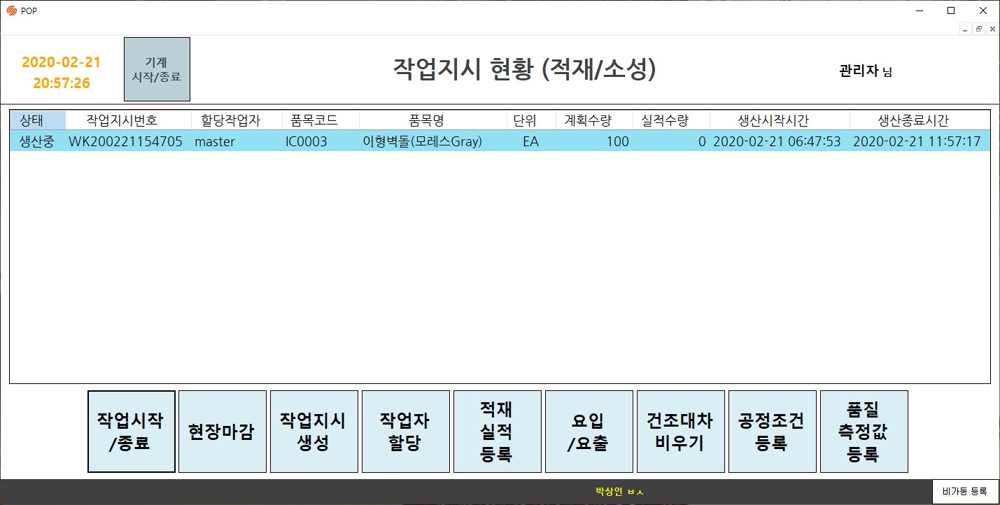 POP
2020-02-21
20:57:26
기계
시작/종료
작업지시 현황 (적재/소성)
관리자 님
상태 작업지시번호 할당작업자 품목코드 품목명 단위 계획수량 실적수량 생산시작시간 생산종료시간
생산중 WK200221154705 master IC0003 이형벽돌(모레스Gray) EA 100 0 2020-02-21 06:47:53 2020-02-21 11:57:17
작업시작
/종료
현장마감
작업지시
생성
작업자
할당
적재
실적
등록
요입
/요출
건조대차
비우기
공정조건
등록
품질
측정값
등록
박상인 ㅂㅅ
비가동 등록